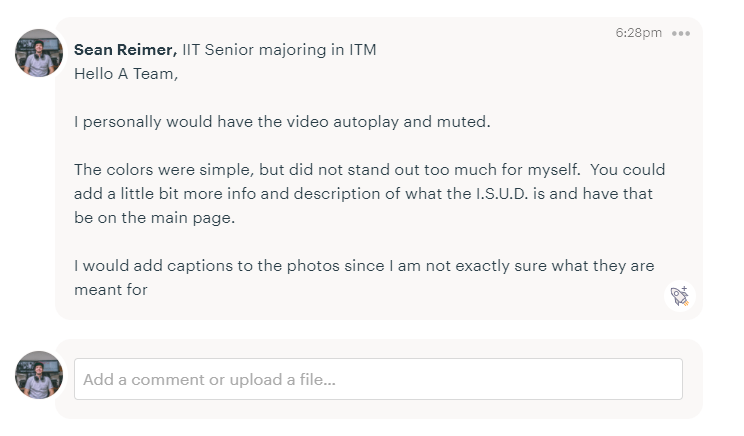 6:28pm
Sean Reimer, IIT Senior majoring in ITM
Hello A Team,
I personally would have the video autoplay and muted.
The colors were simple, but did not stand out too much for myself.  You could
add a little bit more info and description of what the I.S.U.D. is and have that
be on the main page.
I would add captions to the photos since I am not exactly sure what they are
meant for
Add a comment or upload a file...